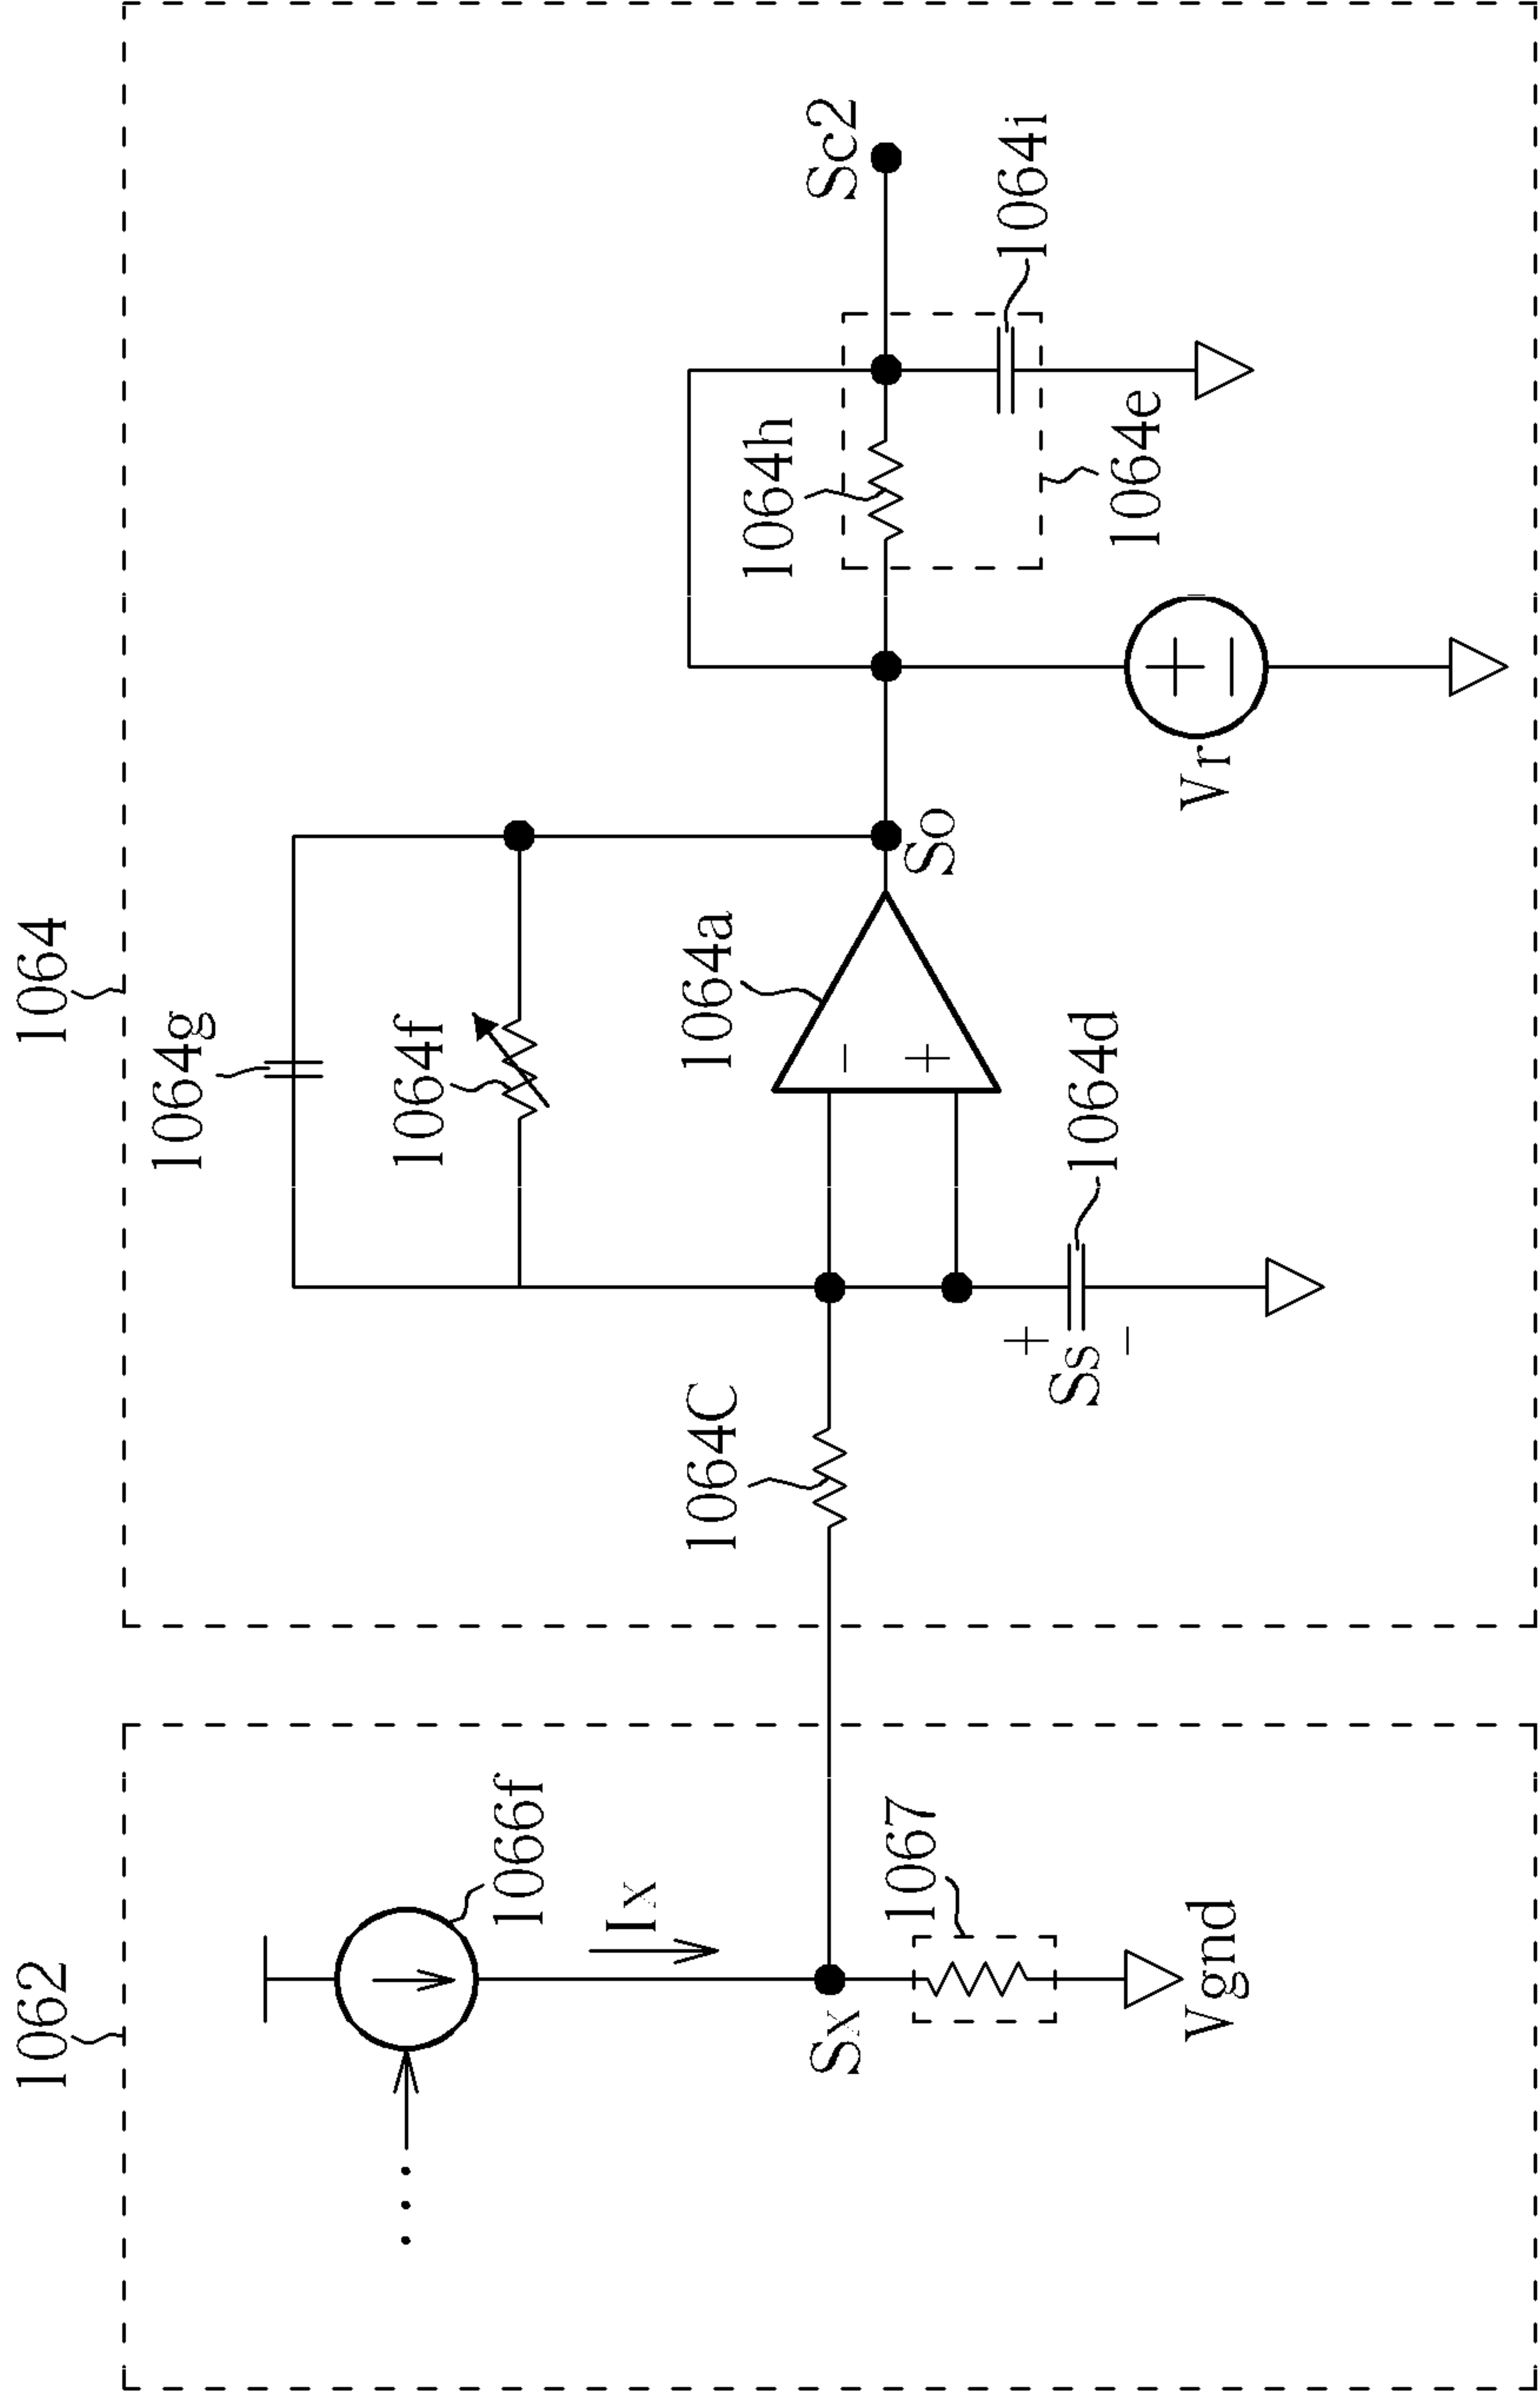 1062
1064
1066f
Ix
Sx
1067
Vgnd
1064C
1064g
1064f
1064a
−
+
So
+
Ss
−
1064d
Vr
+
−
1064h
1064e
1064i
Sc2